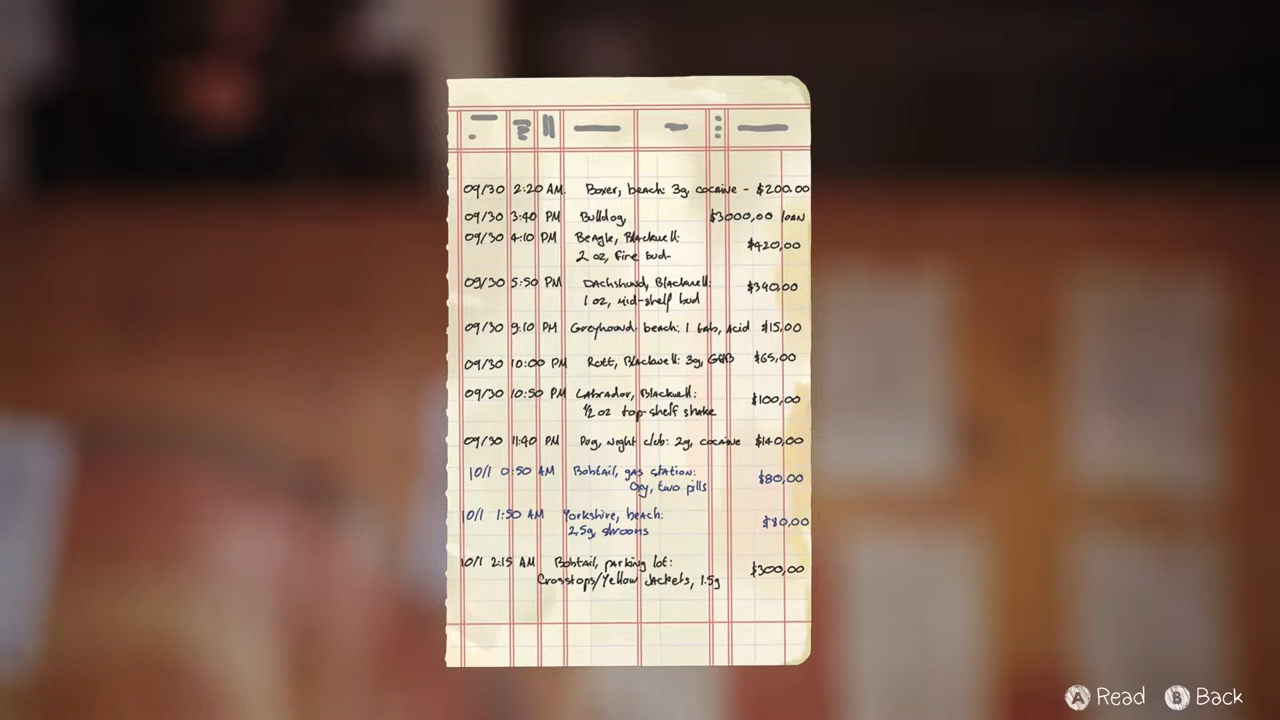 09/30 2:20 AM. Boxer, beach: 3g, cocaine - $200.00
09/30 3:40 PM Bulldog, $3000,00 loan
09/30 4:10 PM Beagle, Blackwell:
2 oz, fire bud- $420,00
09/30 5:50 PM Dachshund, Blackwell:
1 oz, mid-shelf bud $340,00
09/30 9:10 PM Greyhound, beach: 1 tab, Acid $15.00
09/30 10:00 PM Rott, Blackwell: 3g, GHB $65,00
09/30 10:50 PM Labrador, Blackwell:
1/2 oz top-shelf shake $100,00
09/30 11:40 PM Pog, night club: 2g, cocaine $140,00
10/1 0:50 AM Bobtail, gas station:
Oxy, two pills $80,00
10/1 1:50 AM Yorkshire, beach:
2,5g, shrooms
10/1 2:15 AM Bobtail, parking lot:
Crosstops/Yellow Jackets, 1.5g $300,00
A Read B Back